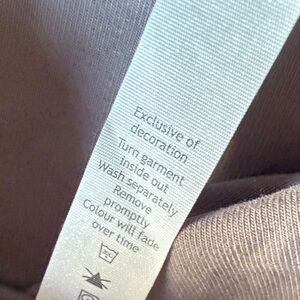 Exclusive of
decoration
Turn garment
Inside out
Wash separately
Remove
promptly
Colour will fade
over time